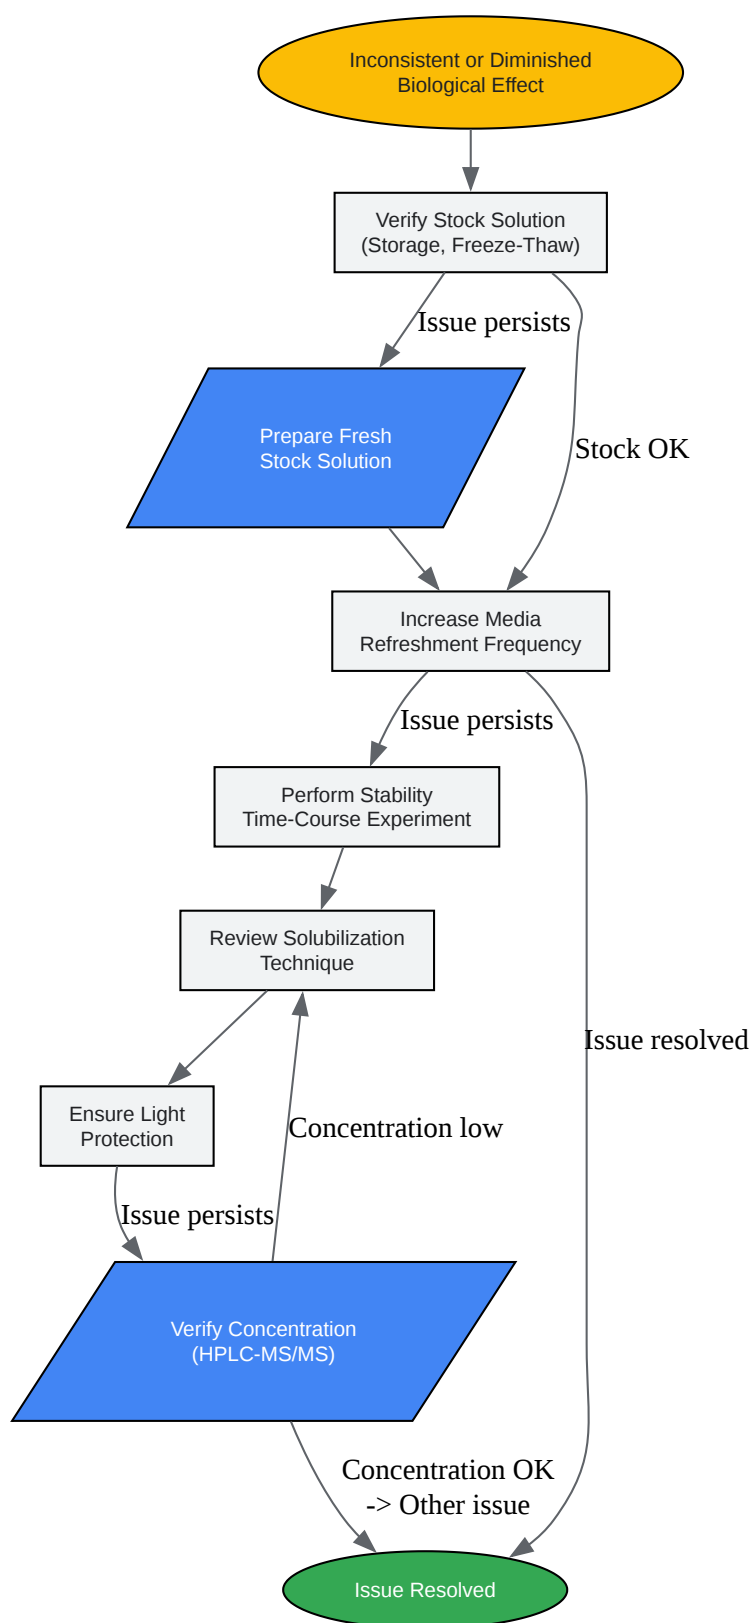 Inconsistent or Diminished
Biological Effect
Verify Stock Solution
(Storage, Freeze-Thaw)
Issue persists
Prepare Fresh
Stock Solution
Stock OK
Increase Media
Refreshment Frequency
Issue persists
Perform Stability
Time-Course Experiment
Review Solubilization
Technique
Issue resolved
Ensure Light
Protection
Concentration low
Issue persists
Verify Concentration
(HPLC-MS/MS)
Concentration OK
-> Other issue
Issue Resolved